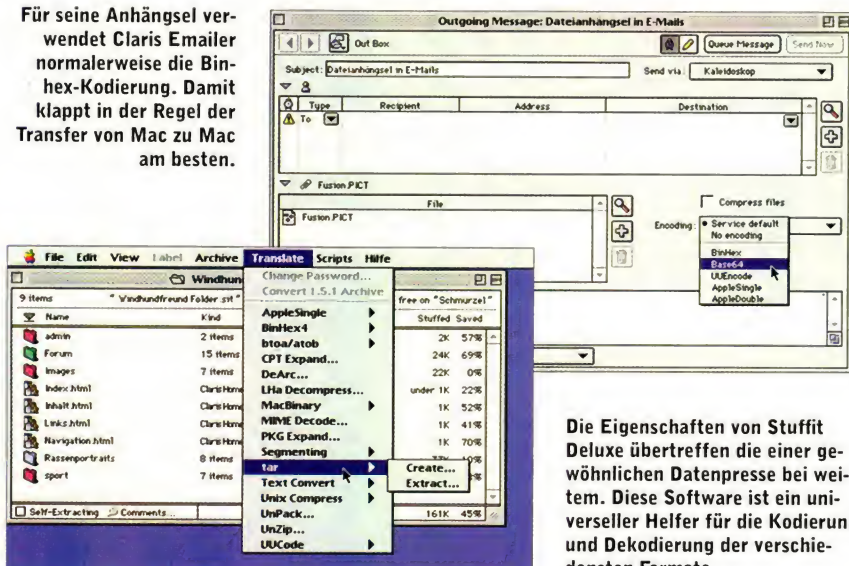 Für seine Anhängsel ver-
wendet Claris Emailer
normalerweise die Bin-
hex-Kodierung. Damit
klappt in der Regel der
Transfer von Mac zu Mac
am besten.
Outgoing Message: Dateianhängsel in E-Mails
Out Box
Queue Message
Send Now
Subject: Dateianhängsel in E-Mails
Send via: Kaleidoskop
Type Recipient Address Destination
To
Fusion.PICT
File
Fusion.PICT
Compress files
Encoding:
Service default
No encoding
BinHex
Base64
UUEncode
AppleSingle
AppleDouble
File Edit View Label Archive Translate Scripts Hilfe
9 items "Windhundfreund Folder.sit"
free on "Schmurzel"
Name Kind Stuffed Saved
admin 2 items 2K 57%
Forum 15 items 24K 69%
Images 7 items 22K 0%
Index.html under 1K 22%
Inhalt.html 1K 52%
Links.html 1K 41%
Navigation.html 1K 70%
Rassenportraits 8 items
sport 7 items
Self-Extracting Comments... 161K 45%
Change Password...
Convert 1.5.1 Archive
AppleSingle
BinHex4
btoa/atob
CPT Expand...
DeArc...
LHa Decompress...
MacBinary
MIME Decode...
PKG Expand...
Segmenting
tar
Create...
Extract...
Text Convert
Unix Compress
UnPack...
UnZip...
UUCode
Die Eigenschaften von Stuffit
Deluxe übertreffen die einer ge-
wöhnlichen Datenpresse bei wei-
tem. Diese Software ist ein uni-
verseller Helfer für die Kodierun
und Dekodierung der verschie-
densten Formate.